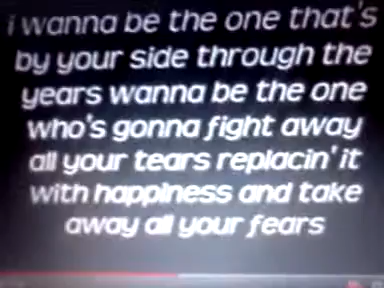 i wanna be the one that's
by your side through the
years wanna be the one
who's gonna fight away
all your tears replacin' it
with happiness and take
away all your fears